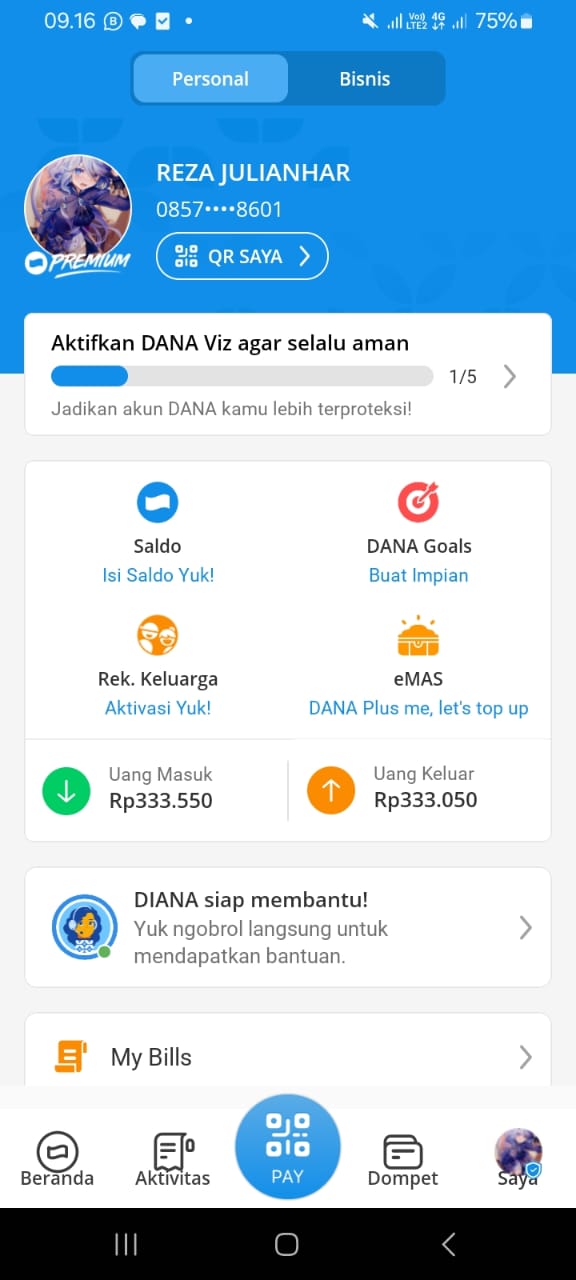 09.16
Vo)) 4G
LTE2
75%
Personal
Bisnis
REZA JULIANHAR
0857••••8601
PREMIUM
QR SAYA
Aktifkan DANA Viz agar selalu aman
1/5
Jadikan akun DANA kamu lebih terproteksi!
Saldo
Isi Saldo Yuk!
DANA Goals
Buat Impian
Rek. Keluarga
Aktivasi Yuk!
eMAS
DANA Plus me, let's top up
Uang Masuk
Rp333.550
Uang Keluar
Rp333.050
DIANA siap membantu!
Yuk ngobrol langsung untuk
mendapatkan bantuan.
My Bills
Beranda
Aktivitas
PAY
Dompet
Saya